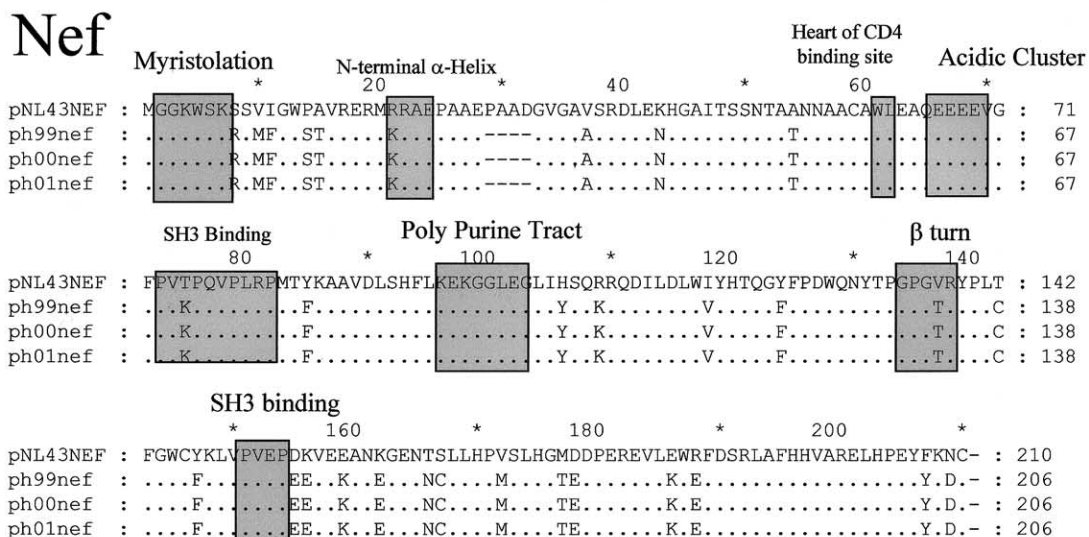 Nef
Myristolation
N-terminal α-Helix
Heart of CD4
binding site
Acidic Cluster
* 20 * 40 * 60 *
pNL43NEF : MGGKWSKSSVIGWPAVRERMRRAEPAAEPAADGVGAVSRDLEKHGAITSSNTAANNAACAWLEAQEEEEVG : 71
ph99nef : .......R.MF..ST.....K.......----....A.....N..........T................. : 67
ph00nef : .......R.MF..ST.....K.......----....A.....N..........T................. : 67
ph01nef : .......R.MF..ST.....K.......----....A.....N..........T................. : 67
SH3 Binding
Poly Purine Tract
β turn
80 * 100 * 120 * 140
pNL43NEF : FPVTPQVPLRPMTYKAAVDLSHFLKEKGGLEGLIHSQRRQDILDLWIYHTQGYFPDWQNYTPGPGVRYPLT : 142
ph99nef : ...K.........F....................Y..K........V.....F............T....C : 138
ph00nef : ...K.........F....................Y..K........V.....F............T....C : 138
ph01nef : ...K.........F....................Y..K........V.....F............T....C : 138
SH3 binding
* 160 * 180 * 200 *
pNL43NEF : FGWCYKLVPVEPDKVEEANKGENTSLLHPVSLHGMDDPEREVLEWRFDSRLAFHHVARELHPEYFKNC- : 210
ph99nef : ....F.......EE..K..E...NC....M....TE.......K.E..................Y.D.- : 206
ph00nef : ....F.......EE..K..E...NC....M....TE.......K.E..................Y.D.- : 206
ph01nef : ....F.......EE..K..E...NC....M....TE.......K.E..................Y.D.- : 206